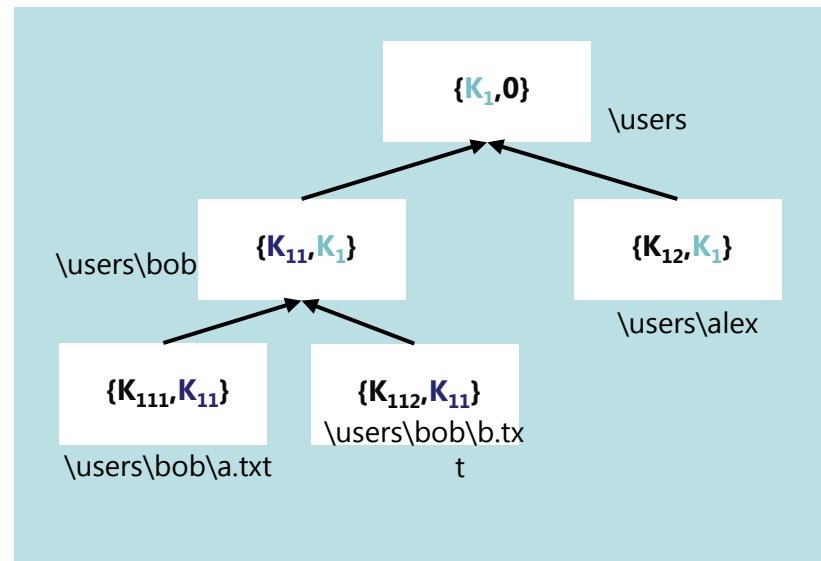 {K₁,0}
\users
{K₁₁,K₁}
\users\bob
{K₁₂,K₁}
\users\alex
{K₁₁₁,K₁₁}
\users\bob\a.txt
{K₁₁₂,K₁₁}
\users\bob\b.tx
t